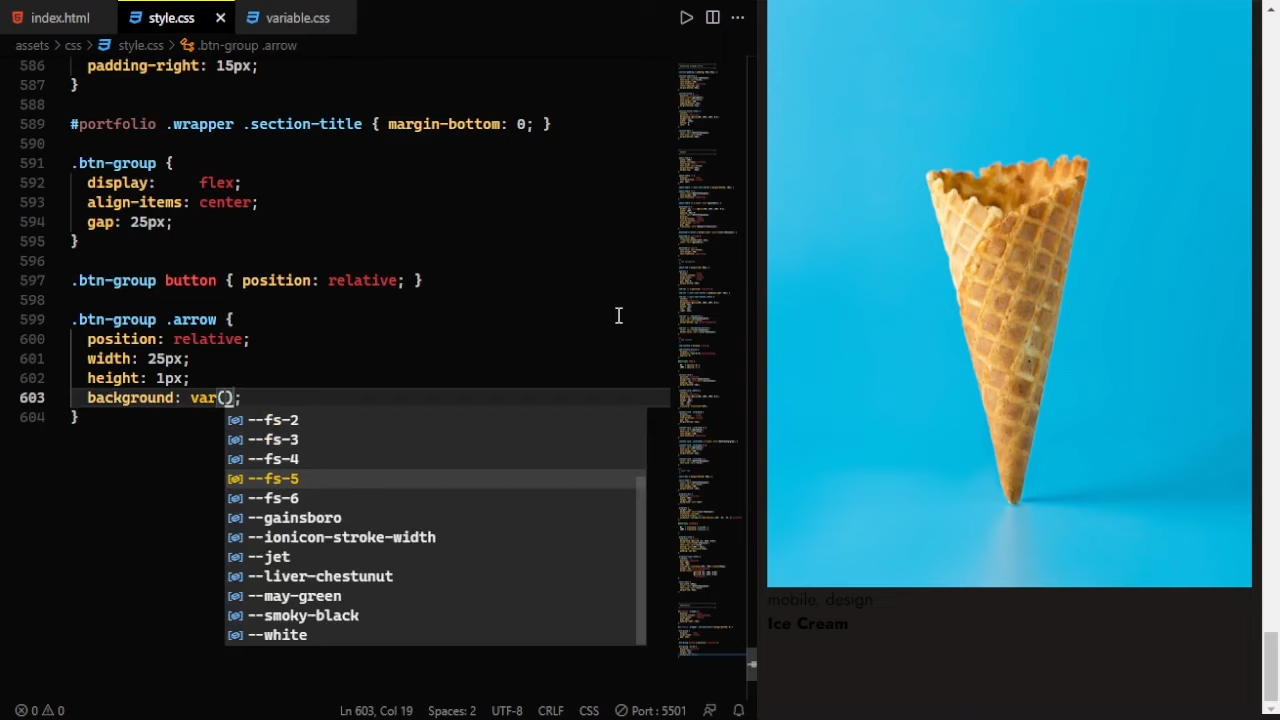 index.html style.css variable.css
assets > css > style.css > .btn-group .arrow
586 padding-right: 15px;
587 }
588
589 #portfolio .wrapper .section-title { margin-bottom: 0; }
590
591 .btn-group {
592 display: flex;
593 align-items: center;
594 gap: 25px;
595 }
596
597 .btn-group button { position: relative; }
598
599 .btn-group .arrow {
600 position: relative;
601 width: 25px;
602 height: 1px;
603 background: var();
604 }
--fs-2
--fs-3
--fs-4
--fs-5
--fs-6
--gainsboro
--ionicon-stroke-width
--jet
--liver-chestunut
--may-green
--smoky-black
--white
mobile, design
Ice Cream
0 0 Ln 603, Col 19 Spaces: 2 UTF-8 CRLF CSS Port : 5501